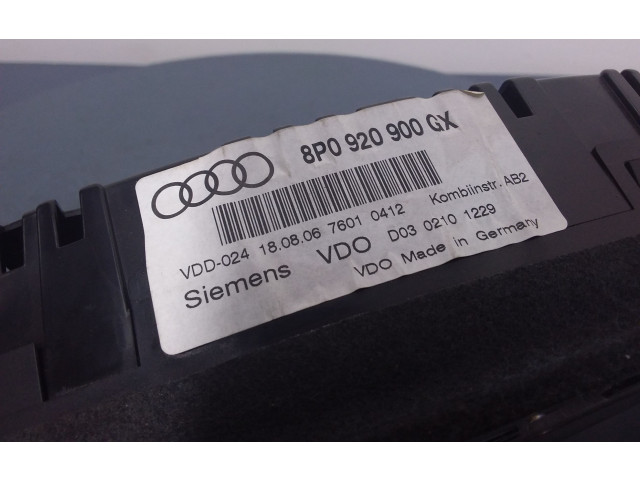 8P0 920 900 GX
Kombiinstr. AB2
VDD-024 18.08.06 7601 0412
Siemens VDO D03 0210 1229
VDO Made in Germany